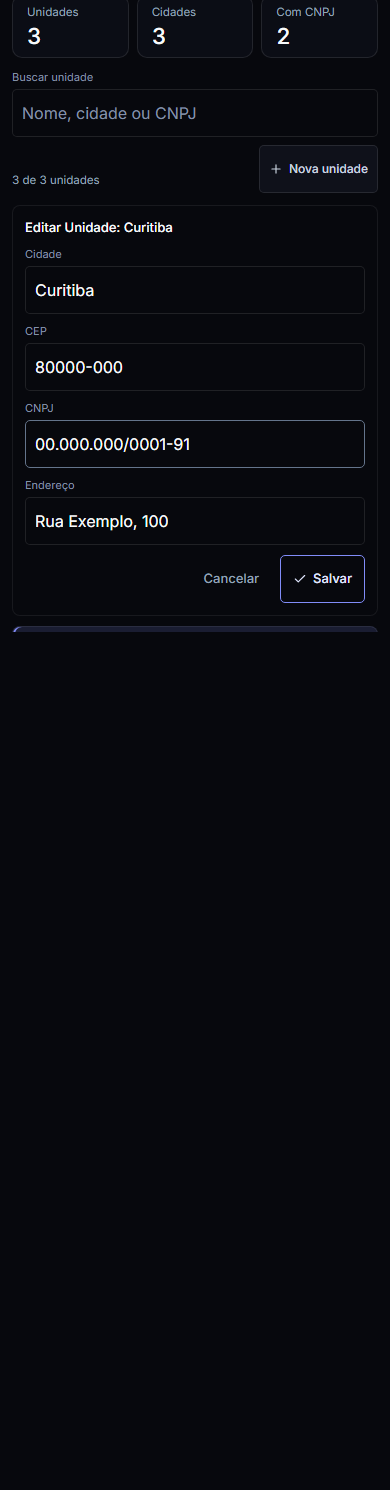 Unidades
3
Cidades
3
Com CNPJ
2
Buscar unidade
Nome, cidade ou CNPJ
3 de 3 unidades
Nova unidade
Editar Unidade: Curitiba
Cidade
Curitiba
CEP
80000-000
CNPJ
00.000.000/0001-91
Endereço
Rua Exemplo, 100
Cancelar
Salvar